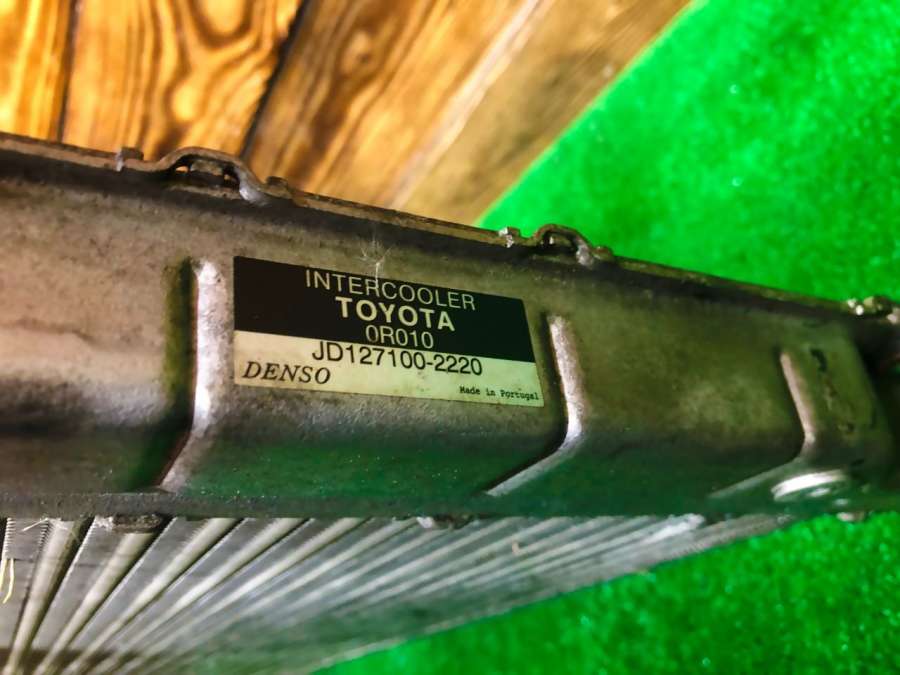 INTERCOOLER
TOYOTA
0R010
JD127100-2220
DENSO
Made in Portugal